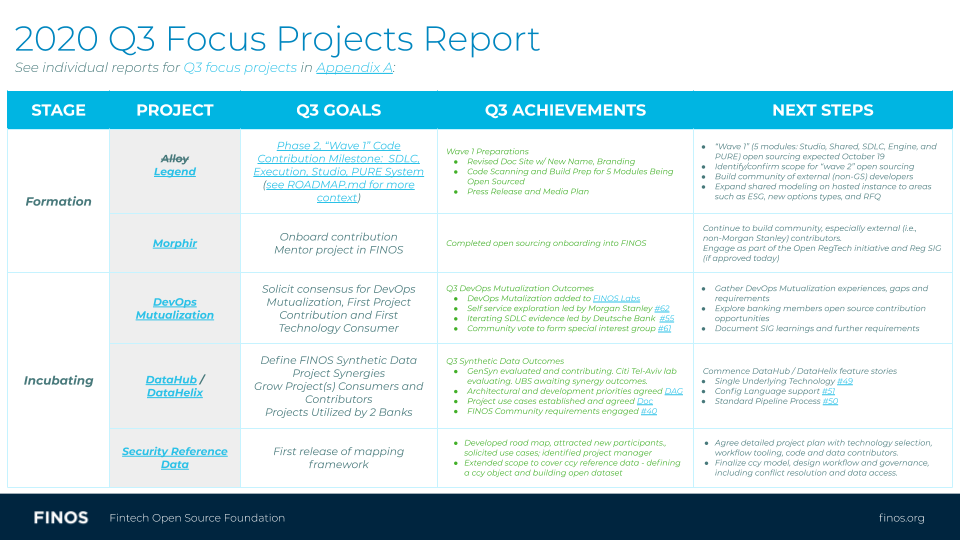 2020 Q3 Focus Projects Report
See individual reports for Q3 focus projects in Appendix A:
STAGE
PROJECT
Q3 GOALS
Q3 ACHIEVEMENTS
NEXT STEPS
Formation
Alloy
Legend
Phase 2, "Wave 1" Code
Contribution Milestone: SDLC,
Execution, Studio, PURE System
(see ROADMAP.md for more
context)
Wave 1 Preparations
● Revised Doc Site w/ New Name, Branding
● Code Scanning and Build Prep for 5 Modules Being
Open Sourced
● Press Release and Media Plan
● "Wave 1" (5 modules: Studio, Shared, SDLC, Engine, and
PURE) open sourcing expected October 19
● Identify/confirm scope for "wave 2" open sourcing
● Build community of external (non-GS) developers
● Expand shared modeling on hosted instance to areas
such as ESG, new options types, and RFQ
Morphir
Onboard contribution
Mentor project in FINOS
Completed open sourcing onboarding into FINOS
Continue to build community, especially external (i.e.,
non-Morgan Stanley) contributors.
Engage as part of the Open RegTech initiative and Reg SIG
(if approved today)
Incubating
DevOps
Mutualization
Solicit consensus for DevOps
Mutualization, First Project
Contribution and First
Technology Consumer
Q3 DevOps Mutualization Outcomes
● DevOps Mutalization added to FINOS Labs
● Self service exploration led by Morgan Stanley #62
● Iterating SDLC evidence led by Deutsche Bank #55
● Community vote to form special interest group #61
● Gather DevOps Mutualization experiences, gaps and
requirements
● Explore banking members open source contribution
opportunities
● Document SIG learnings and further requirements
DataHub /
DataHelix
Define FINOS Synthetic Data
Project Synergies
Grow Project(s) Consumers and
Contributors
Projects Utilized by 2 Banks
Q3 Synthetic Data Outcomes
● GenSyn evaluated and contributing. Citi Tel-Aviv lab
evaluating. UBS awaiting synergy outcomes.
● Architectural and development priorities agreed DAG
● Project use cases established and agreed Doc
● FINOS Community requirements engaged #40
Commence DataHub / DataHelix feature stories
● Single Underlying Technology #49
● Config Language support #51
● Standard Pipeline Process #50
Security Reference
Data
First release of mapping
framework
● Developed road map, attracted new participants,
solicited use cases; identified project manager
● Extended scope to cover ccy reference data - defining
a ccy object and building open dataset
● Agree detailed project plan with technology selection,
workflow tooling, code and data contributors.
● Finalize ccy model, design workflow and governance,
including conflict resolution and data access.
FINOS
Fintech Open Source Foundation
finos.org